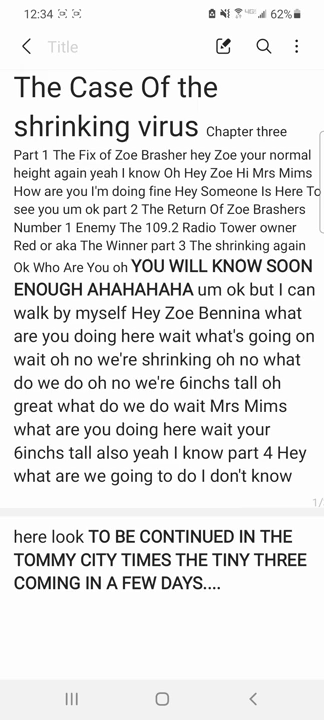 12:34
62%
Title
The Case Of the
shrinking virus Chapter three
Part 1 The Fix of Zoe Brasher hey Zoe your normal
height again yeah I know Oh Hey Zoe Hi Mrs Mims
How are you I'm doing fine Hey Someone Is Here To
see you um ok part 2 The Return Of Zoe Brashers
Number 1 Enemy The 109.2 Radio Tower owner
Red or aka The Winner part 3 The shrinking again
Ok Who Are You oh YOU WILL KNOW SOON
ENOUGH AHAHAHAHA um ok but I can
walk by myself Hey Zoe Bennina what
are you doing here wait what's going on
wait oh no we're shrinking oh no what
do we do oh no we're 6inchs tall oh
great what do we do wait Mrs Mims
what are you doing here wait your
6inchs tall also yeah I know part 4 Hey
what are we going to do I don't know
1/
here look TO BE CONTINUED IN THE
TOMMY CITY TIMES THE TINY THREE
COMING IN A FEW DAYS....